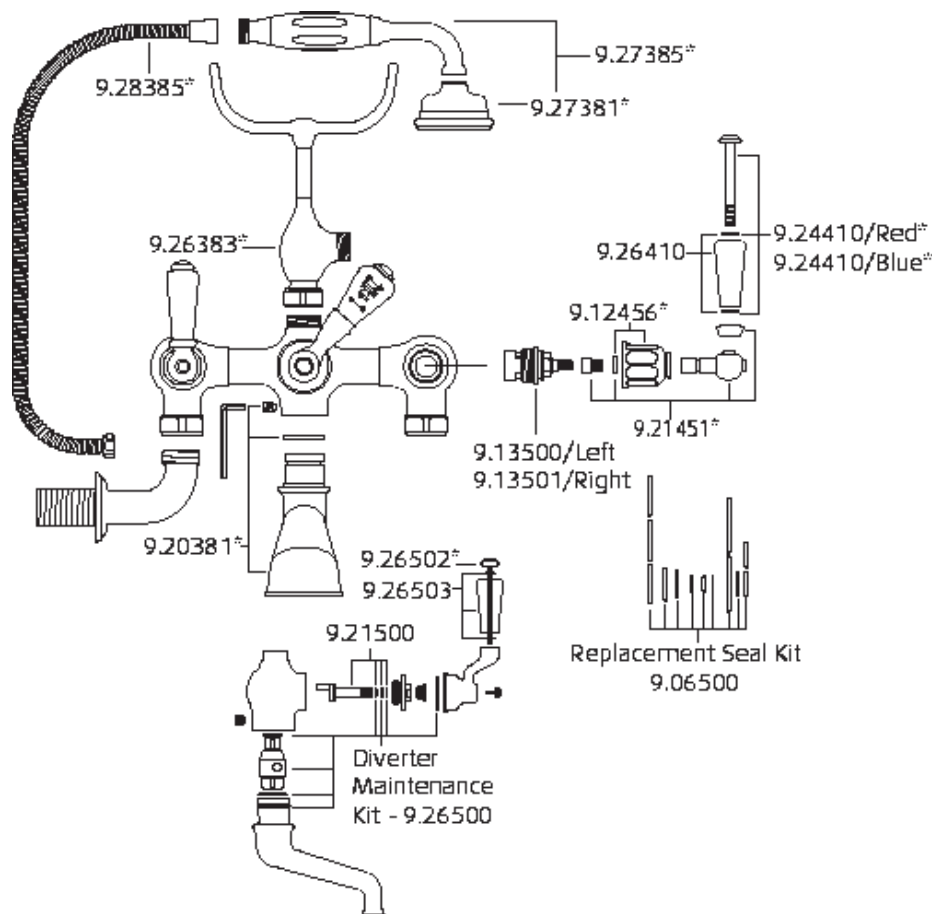 9.28385*
9.27385*
9.27381*
9.26383*
9.26410
9.24410/Red*
9.24410/Blue*
9.12456*
9.21451*
9.13500/Left
9.13501/Right
9.20381*
9.26502*
9.26503
9.21500
Replacement Seal Kit
9.06500
Diverter
Maintenance
Kit - 9.26500